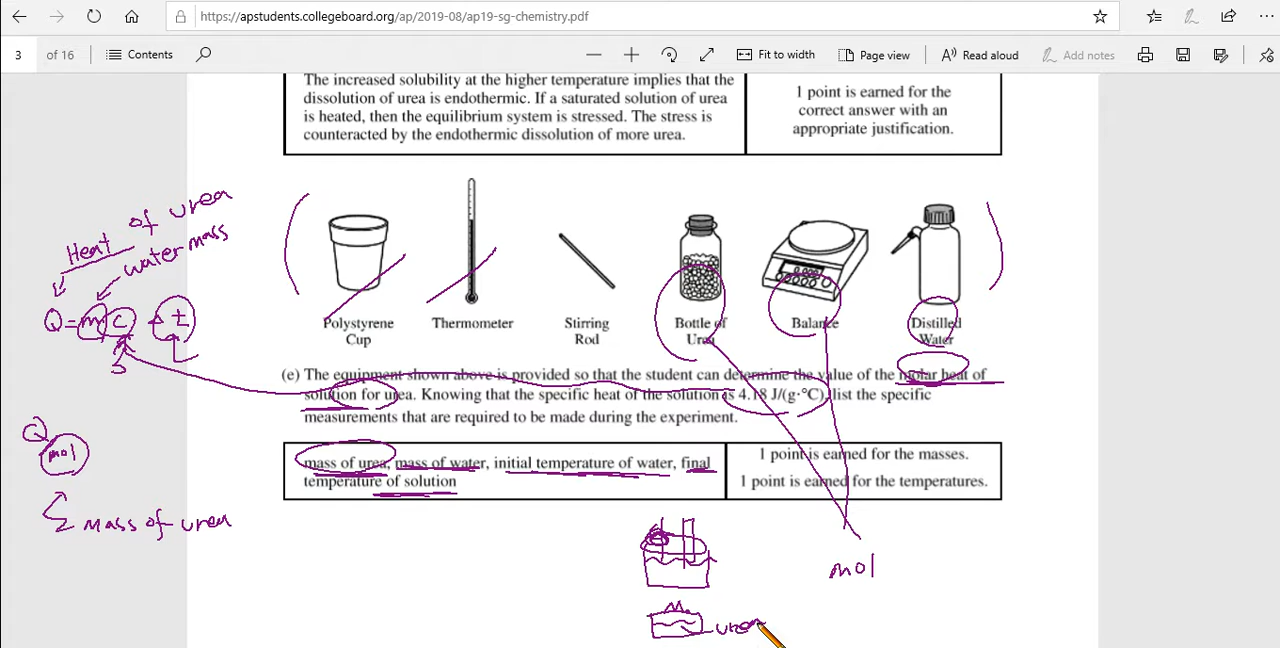 https://apstudents.collegeboard.org/ap/2019-08/ap19-sg-chemistry.pdf
3 of 16 Contents Fit to width Page view Read aloud Add notes
The increased solubility at the higher temperature implies that the
dissolution of urea is endothermic. If a saturated solution of urea
is heated, then the equilibrium system is stressed. The stress is
counteracted by the endothermic dissolution of more urea.
1 point is earned for the
correct answer with an
appropriate justification.
Heat of urea
water mass
Q=mc Δt
s
Polystyrene
Cup
Thermometer
Stirring
Rod
Bottle of
Urea
Balance
Distilled
Water
(e) The equipment shown above is provided so that the student can determine the value of the molar heat of
solution for urea. Knowing that the specific heat of the solution is 4.18 J/(g·°C), list the specific
measurements that are required to be made during the experiment.
Q
mol
mass of urea, mass of water, initial temperature of water, final
temperature of solution
1 point is earned for the masses.
1 point is earned for the temperatures.
mass of urea
mol
urea